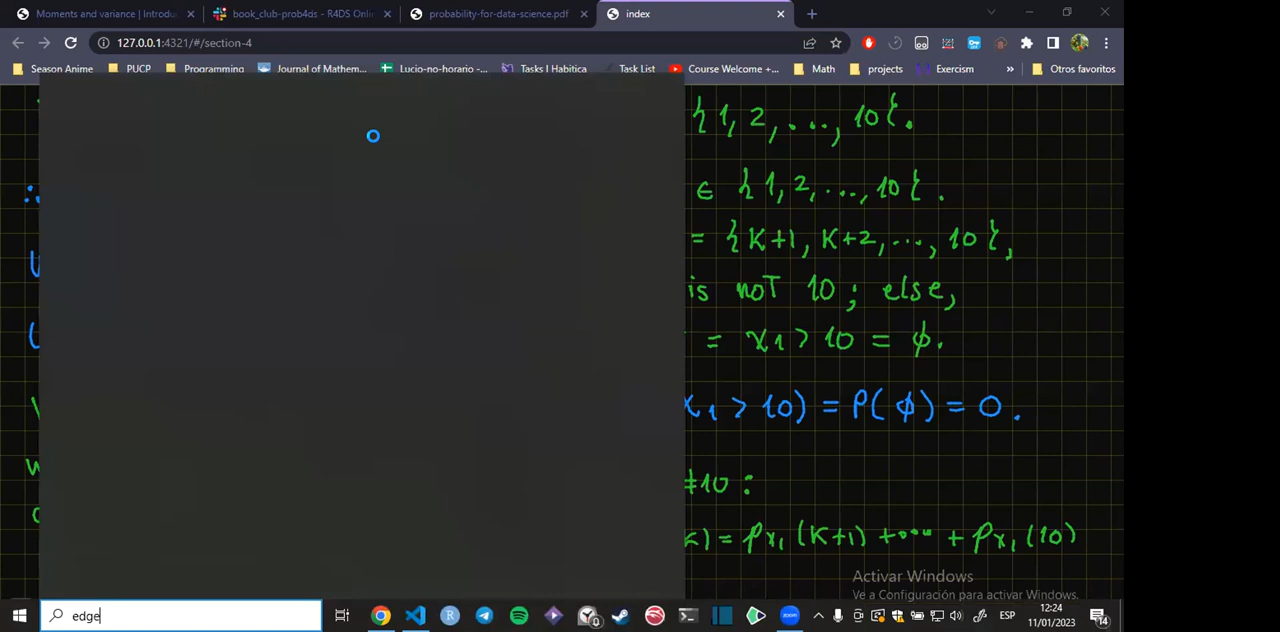 Moments and variance | Introdu
book_club-prob4ds - R4DS Onli
probability-for-data-science.pdf
index
127.0.0.1:4321/#/section-4
Season Anime
PUCP
Programming
Journal of Mathem...
Lucio-no-horario -...
Tasks | Habitica
Task List
Course Welcome +...
Math
projects
Exercism
»
Otros favoritos
{1, 2, ..., 10}.
∈ {1, 2, ..., 10}.
= {K+1, K+2, ..., 10},
is not 10 ; else,
= x1 > 10 = ϕ.
x1 > 10) = P(ϕ) = 0.
≠10 :
K) = px1 (K+1) + ... + px1 (10)
Activar Windows
Ve a Configuración para activar Windows.
edge
ESP
12:24
11/01/2023
14